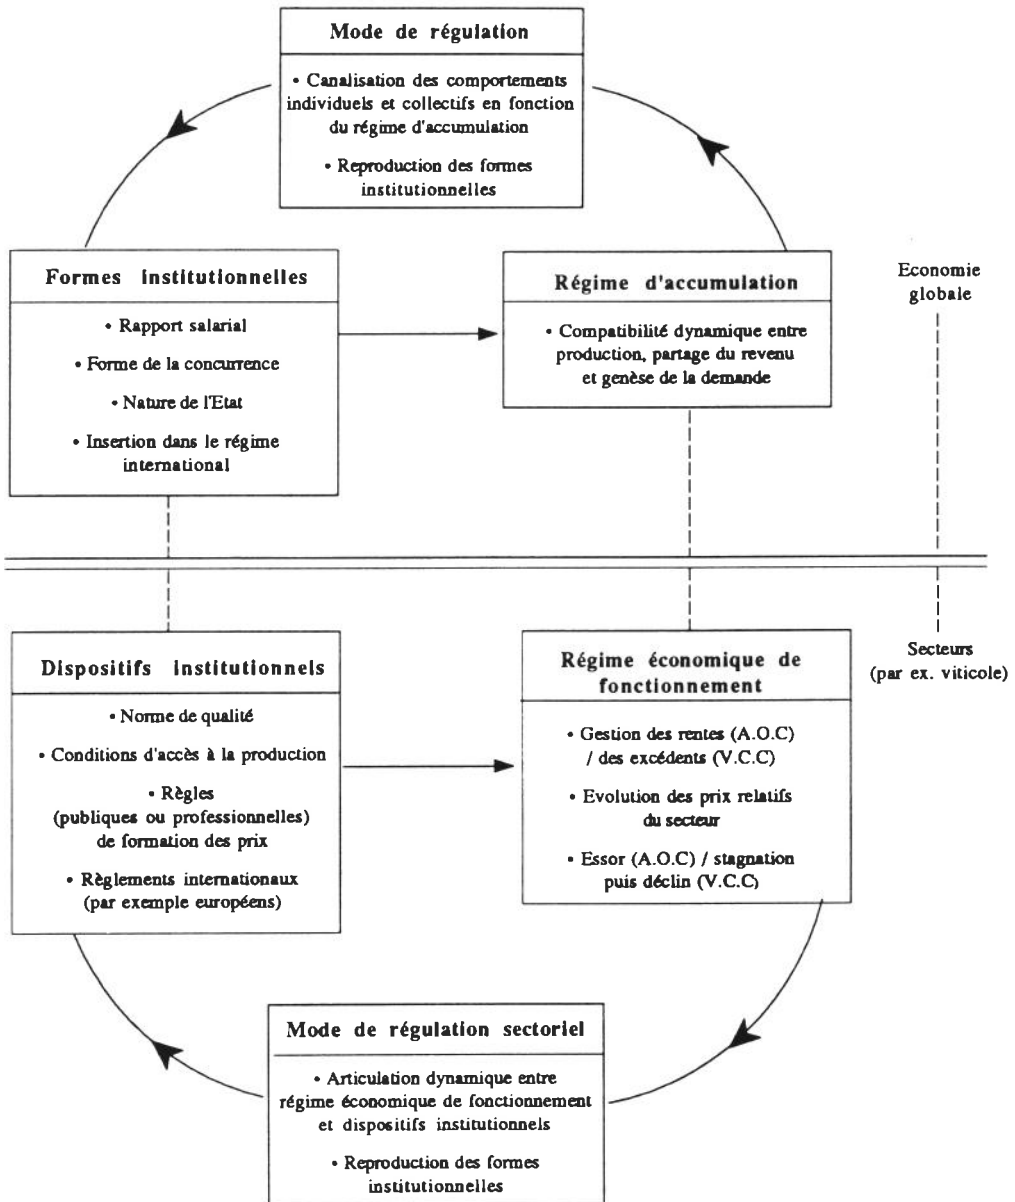 Mode de régulation
• Canalisation des comportements
individuels et collectifs en fonction
du régime d'accumulation
• Reproduction des formes
institutionnelles
Formes institutionnelles
• Rapport salarial
• Forme de la concurrence
• Nature de l'Etat
• Insertion dans le régime
international
Régime d'accumulation
• Compatibilité dynamique entre
production, partage du revenu
et genèse de la demande
Economie
globale
Dispositifs institutionnels
• Norme de qualité
• Conditions d'accès à la production
• Règles
(publiques ou professionnelles)
de formation des prix
• Règlements internationaux
(par exemple européens)
Régime économique de
fonctionnement
• Gestion des rentes (A.O.C)
/ des excédents (V.C.C)
• Evolution des prix relatifs
du secteur
• Essor (A.O.C) / stagnation
puis déclin (V.C.C)
Secteurs
(par ex. viticole)
Mode de régulation sectoriel
• Articulation dynamique entre
régime économique de fonctionnement
et dispositifs institutionnels
• Reproduction des formes
institutionnelles